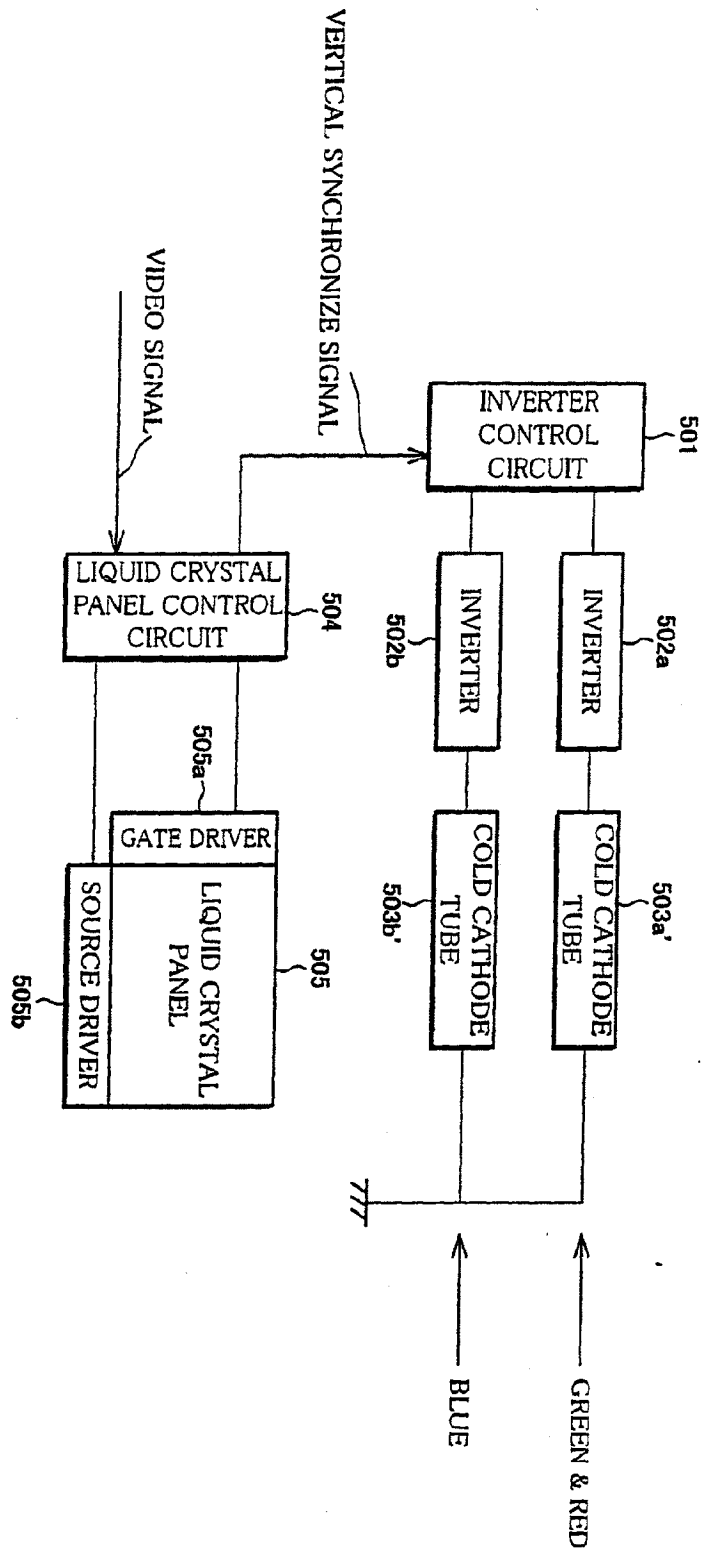 501
INVERTER
CONTROL
CIRCUIT
502a
INVERTER
503a'
COLD CATHODE
TUBE
GREEN & RED
502b
INVERTER
503b'
COLD CATHODE
TUBE
BLUE
VERTICAL SYNCHRONIZE SIGNAL
VIDEO SIGNAL
504
LIQUID CRYSTAL
PANEL CONTROL
CIRCUIT
505a
GATE DRIVER
505
LIQUID CRYSTAL
PANEL
SOURCE DRIVER
505b